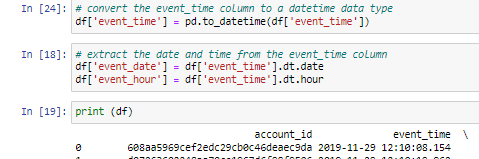 In [24]: # convert the event_time column to a datetime data type
df['event_time'] = pd.to_datetime(df['event_time'])
In [18]: # extract the date and time from the event_time column
df['event_date'] = df['event_time'].dt.date
df['event_hour'] = df['event_time'].dt.hour
In [19]: print (df)
account_id event_time \
0 608aa5969cef2edc29cb0c46deaec9da 2019-11-29 12:10:08.154